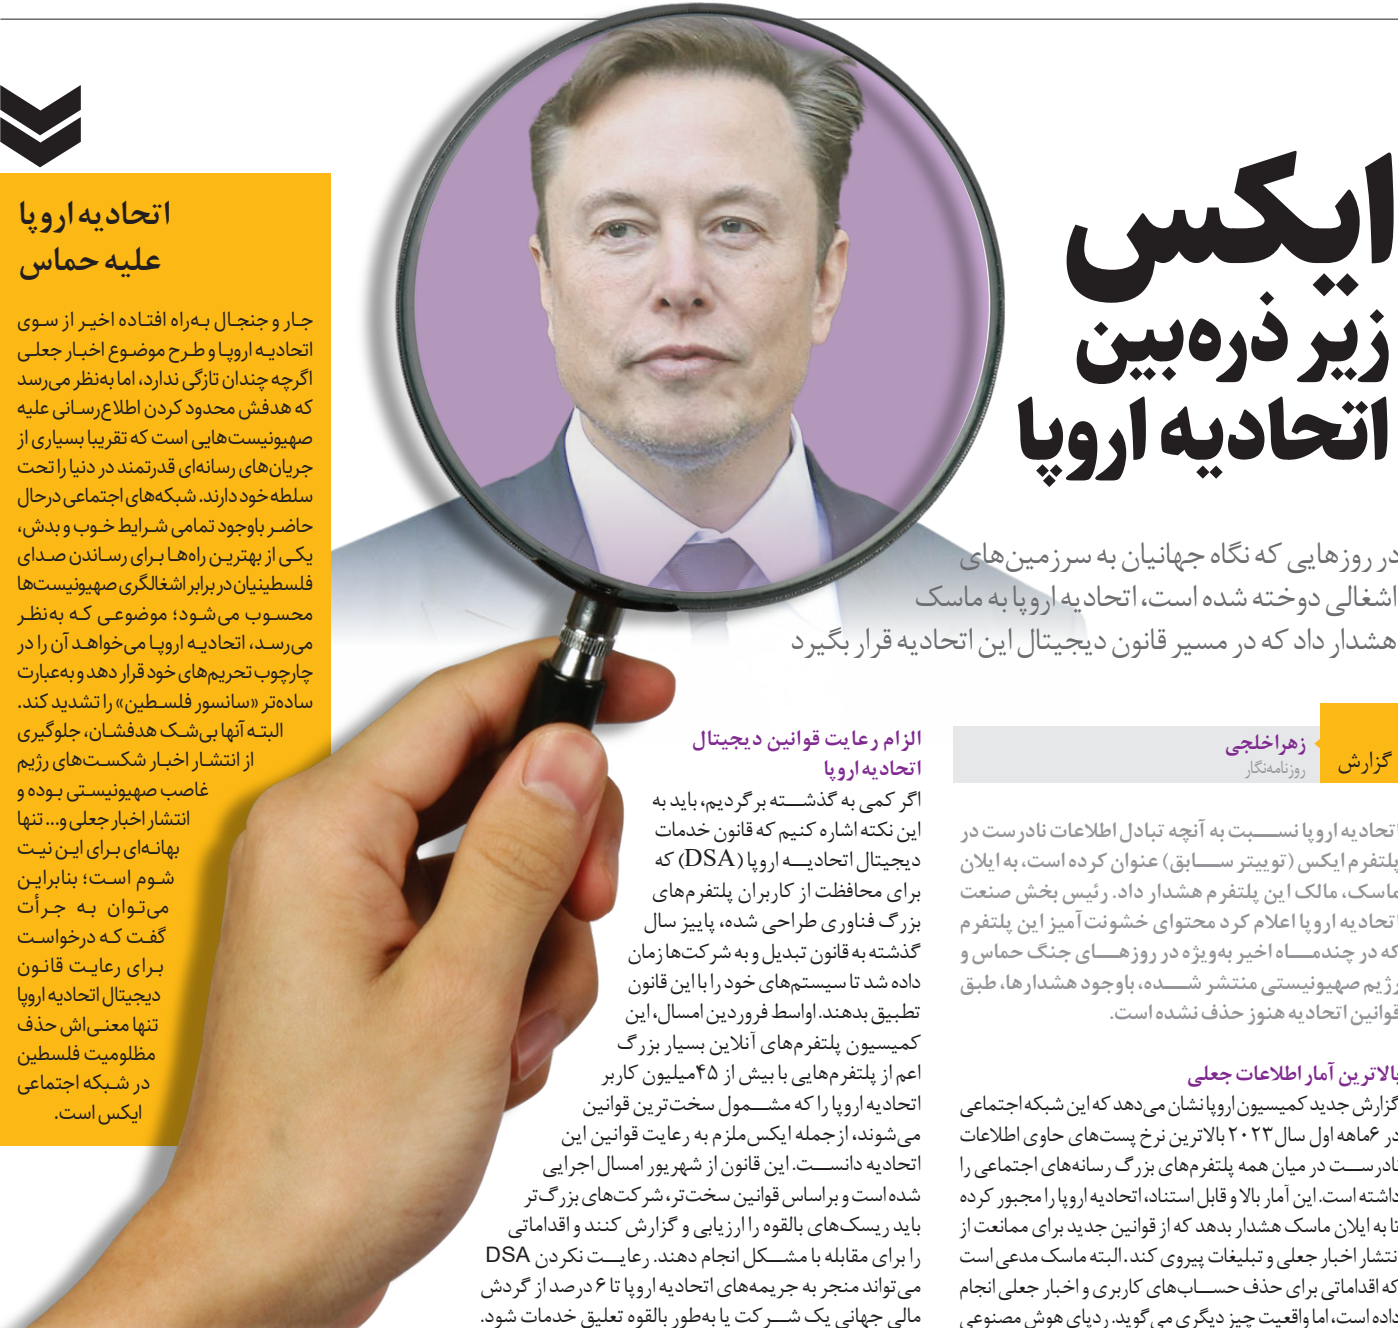 ایکس
زیر ذره‌بین
اتحادیه اروپا
در روزهایی که نگاه جهانیان به سرزمین‌های
اشغالی دوخته شده است، اتحادیه اروپا به ماسک
هشدار داد که در مسیر قانون دیجیتال این اتحادیه قرار بگیرد
گزارش
زهرا خلجی
روزنامه‌نگار
اتحادیه اروپا نسبت به آنچه تبادل اطلاعات نادرست در
پلتفرم ایکس (توییتر سابق) عنوان کرده است، به ایلان
ماسک، مالک این پلتفرم هشدار داد. رئیس بخش صنعت
اتحادیه اروپا اعلام کرد محتوای خشونت‌آمیز این پلتفرم
که در چندماه اخیر به‌ویژه در روزهای جنگ حماس و
رژیم صهیونیستی منتشر شده، باوجود هشدارها، طبق
قوانین اتحادیه هنوز حذف نشده است.
بالاترین آمار اطلاعات جعلی
گزارش جدید کمیسیون اروپا نشان می‌دهد که این شبکه اجتماعی
در ۶ماهه اول سال ۲۰۲۳ بالاترین نرخ پست‌های حاوی اطلاعات
نادرست در میان همه پلتفرم‌های بزرگ رسانه‌های اجتماعی را
داشته است. این آمار بالا و قابل استناد، اتحادیه اروپا را مجبور کرده
تا به ایلان ماسک هشدار بدهد که از قوانین جدید برای ممانعت از
انتشار اخبار جعلی و تبلیغات پیروی کند. البته ماسک مدعی است
که اقداماتی برای حذف حساب‌های کاربری و اخبار جعلی انجام
داده است، اما واقعیت چیز دیگری می‌گوید. ردپای هوش مصنوعی
الزام رعایت قوانین دیجیتال
اتحادیه اروپا
اگر کمی به گذشته برگردیم، باید به
این نکته اشاره کنیم که قانون خدمات
دیجیتال اتحادیه اروپا (DSA) که
برای محافظت از کاربران پلتفرم‌های
بزرگ فناوری طراحی شده، پاییز سال
گذشته به قانون تبدیل و به شرکت‌ها زمان
داده شد تا سیستم‌های خود را با این قانون
تطبیق بدهند. اواسط فروردین امسال، این
کمیسیون پلتفرم‌های آنلاین بسیار بزرگ
اعم از پلتفرم‌هایی با بیش از ۴۵میلیون کاربر
اتحادیه اروپا را که مشمول سخت‌ترین قوانین
می‌شوند، ازجمله ایکس ملزم به رعایت قوانین این
اتحادیه دانست. این قانون از شهریور امسال اجرایی
شده است و براساس قوانین سخت‌تر، شرکت‌های بزرگ‌تر
باید ریسک‌های بالقوه را ارزیابی و گزارش کنند و اقداماتی
را برای مقابله با مشکل انجام دهند. رعایت نکردن DSA
می‌تواند منجر به جریمه‌های اتحادیه اروپا تا ۶ درصد از گردش
مالی جهانی یک شرکت یا به‌طور بالقوه تعلیق خدمات شود.
اتحادیه اروپا
علیه حماس
جار و جنجال به‌راه افتاده اخیر از سوی
اتحادیه اروپا و طرح موضوع اخبار جعلی
اگرچه چندان تازگی ندارد، اما به‌نظر می‌رسد
که هدفش محدود کردن اطلاع‌رسانی علیه
صهیونیست‌هایی است که تقریبا بسیاری از
جریان‌های رسانه‌ای قدرتمند در دنیا را تحت
سلطه خود دارند. شبکه‌های اجتماعی درحال
حاضر باوجود تمامی شرایط خوب و بدش،
یکی از بهترین راه‌ها برای رساندن صدای
فلسطینیان در برابر اشغالگری صهیونیست‌ها
محسوب می‌شود؛ موضوعی که به‌نظر
می‌رسد، اتحادیه اروپا می‌خواهد آن را در
چارچوب تحریم‌های خود قرار دهد و به‌عبارت
ساده‌تر «سانسور فلسطین» را تشدید کند.
البته آنها بی‌شک هدفشان، جلوگیری
از انتشار اخبار شکست‌های رژیم
غاصب صهیونیستی بوده و
انتشار اخبار جعلی و... تنها
بهانه‌ای برای این نیت
شوم است؛ بنابراین
می‌توان به جرأت
گفت که درخواست
برای رعایت قانون
دیجیتال اتحادیه اروپا
تنها معنی‌اش حذف
مظلومیت فلسطین
در شبکه اجتماعی
ایکس است.